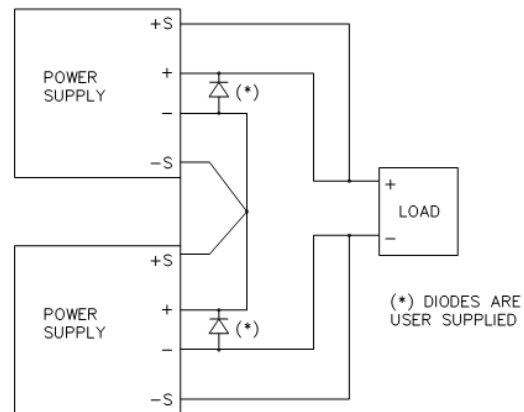 +S
POWER
SUPPLY
+
(*)
−
−S
+
LOAD
−
+S
POWER
SUPPLY
+
(*)
−
−S
(*) DIODES ARE
USER SUPPLIED